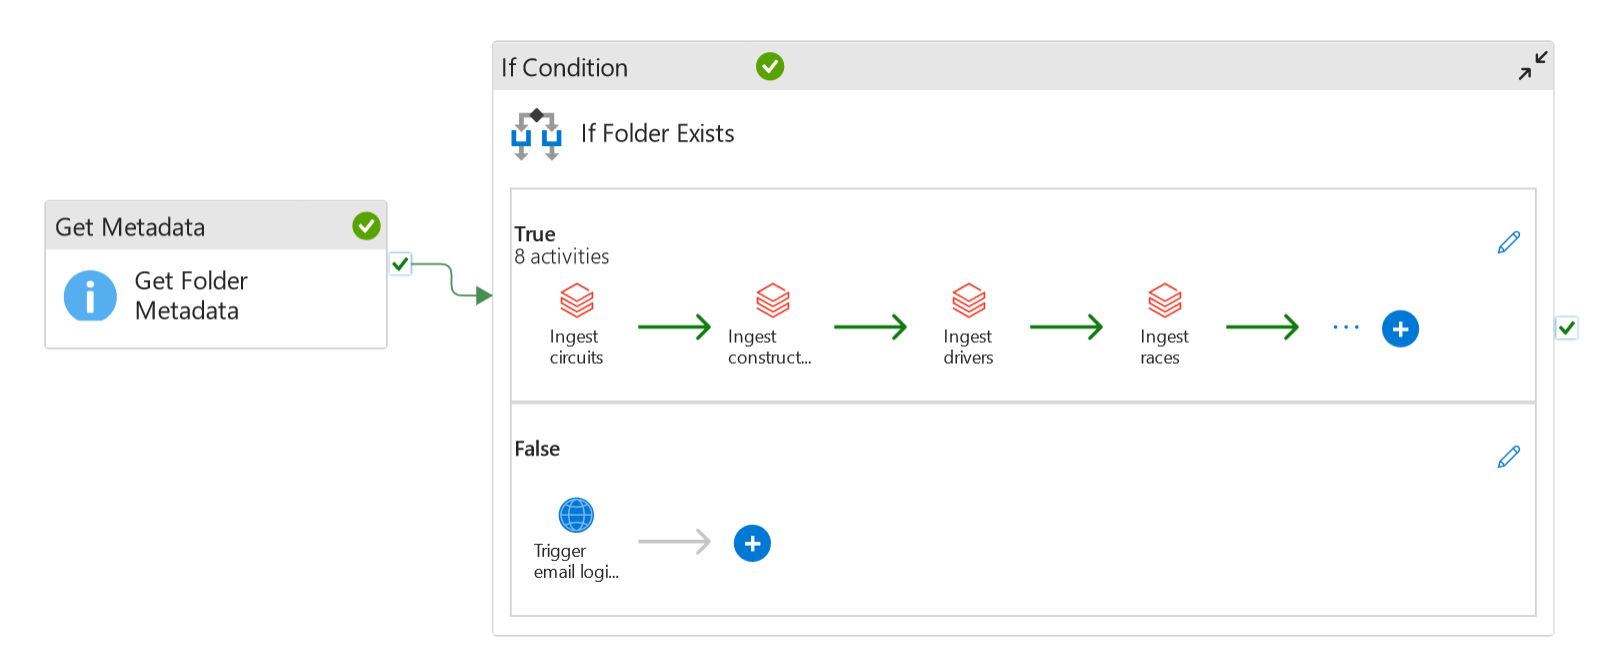 Get Metadata
Get Folder
Metadata
If Condition
If Folder Exists
True
8 activities
Ingest
circuits
Ingest
construct...
Ingest
drivers
Ingest
races
...
False
Trigger
email logi...